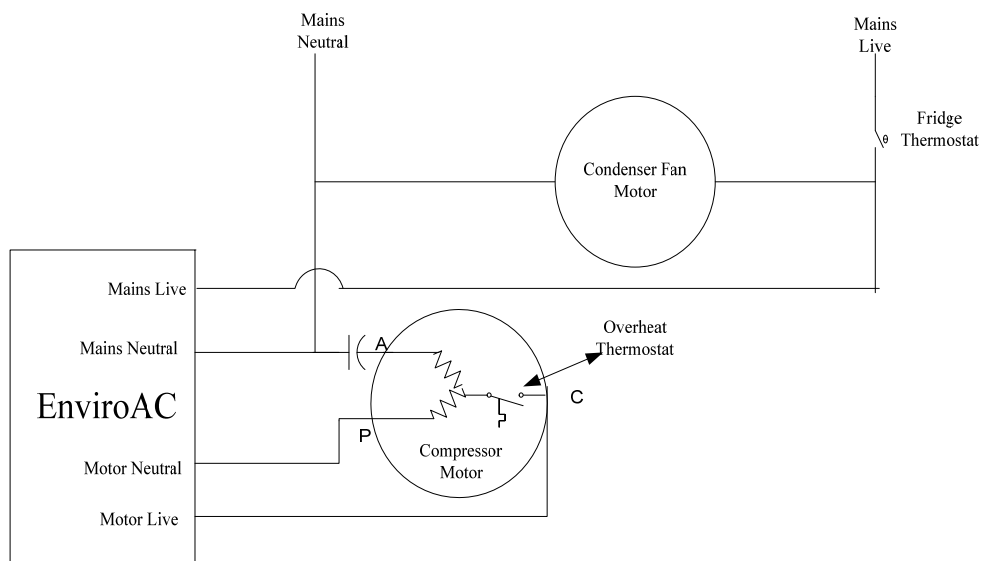 Mains
Neutral
Mains
Live
Fridge
Thermostat
θ
Condenser Fan
Motor
Mains Live
Overheat
Thermostat
Mains Neutral
A
EnviroAC
C
P
Compressor
Motor
Motor Neutral
Motor Live